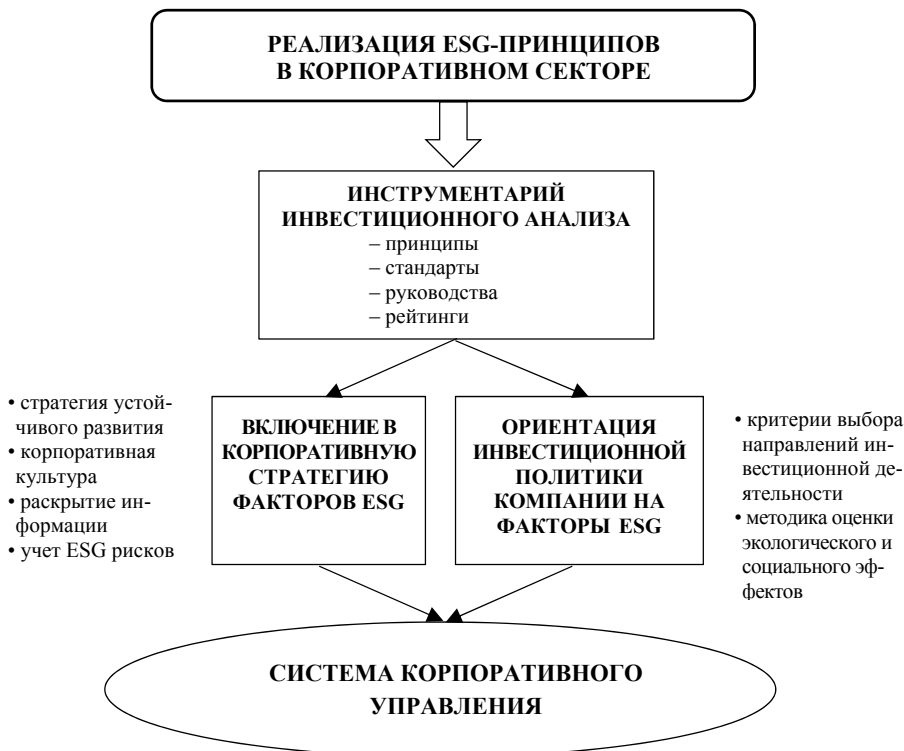 РЕАЛИЗАЦИЯ ESG-ПРИНЦИПОВ
В КОРПОРАТИВНОМ СЕКТОРЕ
ИНСТРУМЕНТАРИЙ
ИНВЕСТИЦИОННОГО АНАЛИЗА
– принципы
– стандарты
– руководства
– рейтинги
• стратегия устой-
чивого развития
• корпоративная
культура
• раскрытие ин-
формации
• учет ESG рисков
ВКЛЮЧЕНИЕ В
КОРПОРАТИВНУЮ
СТРАТЕГИЮ
ФАКТОРОВ ESG
ОРИЕНТАЦИЯ
ИНВЕСТИЦИОННОЙ
ПОЛИТИКИ
КОМПАНИИ НА
ФАКТОРЫ ESG
• критерии выбора
направлений ин-
вестиционной де-
ятельности
• методика оценки
экологического и
социального эф-
фектов
СИСТЕМА КОРПОРАТИВНОГО
УПРАВЛЕНИЯ